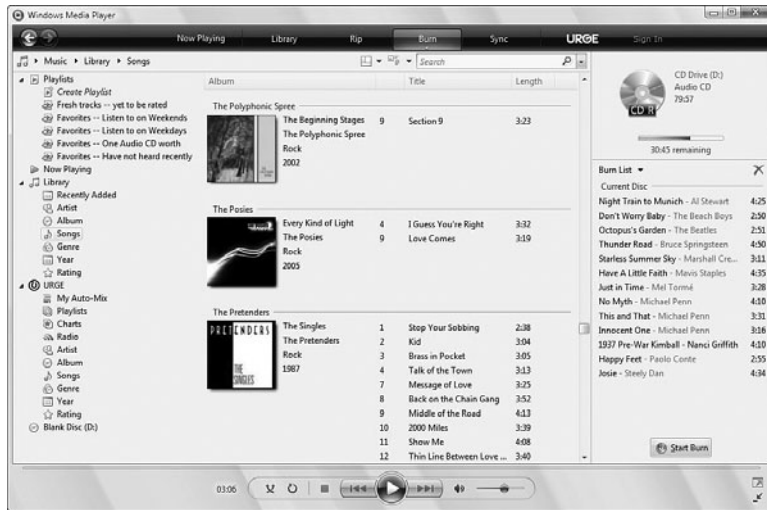 Windows Media Player
Now Playing Library Rip Burn Sync URGE Sign In
Music Library Songs Search
CD Drive (D:)
Audio CD
79:57
CD R
30:45 remaining
Playlists
Create Playlist
Fresh tracks -- yet to be rated
Favorites -- Listen to on Weekends
Favorites -- Listen to on Weekdays
Favorites -- One Audio CD worth
Favorites -- Have not heard recently
Now Playing
Library
Recently Added
Artist
Album
Songs
Genre
Year
Rating
URGE
My Auto-Mix
Playlists
Charts
Radio
Artist
Album
Songs
Genre
Year
Rating
Blank Disc (D:)
Album Title Length
The Polyphonic Spree
The Beginning Stages 9 Section 9 3:23
The Polyphonic Spree
Rock
2002
The Posies
Every Kind of Light 4 I Guess You're Right 3:32
The Posies 9 Love Comes 3:19
Rock
2005
The Pretenders
PRETENDERS
THE
SINGLES
The Singles 1 Stop Your Sobbing 2:38
The Pretenders 2 Kid 3:04
Rock 3 Brass in Pocket 3:05
1987 4 Talk of the Town 3:13
7 Message of Love 3:25
8 Back on the Chain Gang 3:52
9 Middle of the Road 4:13
10 2000 Miles 3:39
11 Show Me 4:08
12 Thin Line Between Love ... 3:40
Burn List
Current Disc
Night Train to Munich - Al Stewart 4:25
Don't Worry Baby - The Beach Boys 2:50
Octopus's Garden - The Beatles 2:51
Thunder Road - Bruce Springsteen 4:50
Starless Summer Sky - Marshall Cre... 3:11
Have A Little Faith - Mavis Staples 4:35
Just in Time - Mel Tormé 3:28
No Myth - Michael Penn 4:10
This and That - Michael Penn 3:31
Innocent One - Michael Penn 3:16
1937 Pre-War Kimball - Nanci Griffith 4:10
Happy Feet - Paolo Conte 2:55
Josie - Steely Dan 4:34
Start Burn
03:06